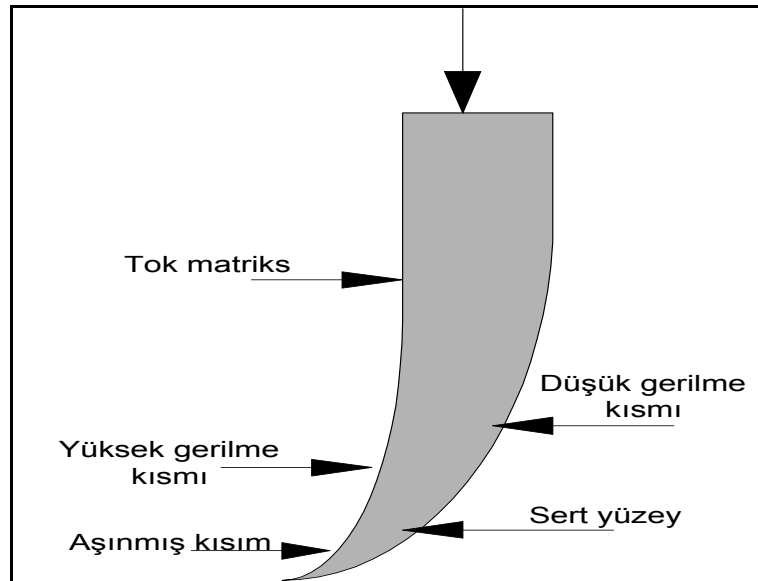 Tok matriks
Düşük gerilme
kısmı
Yüksek gerilme
kısmı
Sert yüzey
Aşınmış kısım